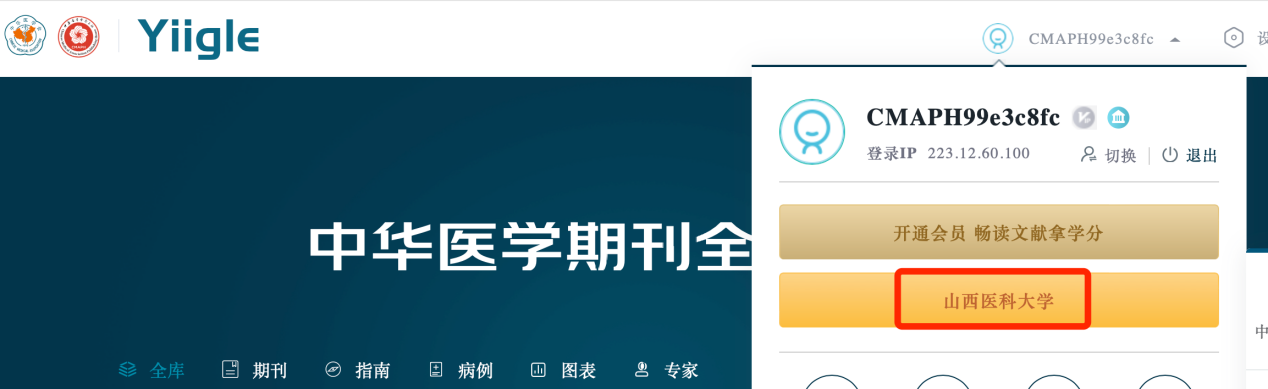 Yiigle
CMAPH99e3c8fc
CMAPH99e3c8fc
登录IP 223.12.60.100
切换
退出
开通会员 畅读文献拿学分
山西医科大学
中华医学期刊全
全库
期刊
指南
病例
图表
专家
中